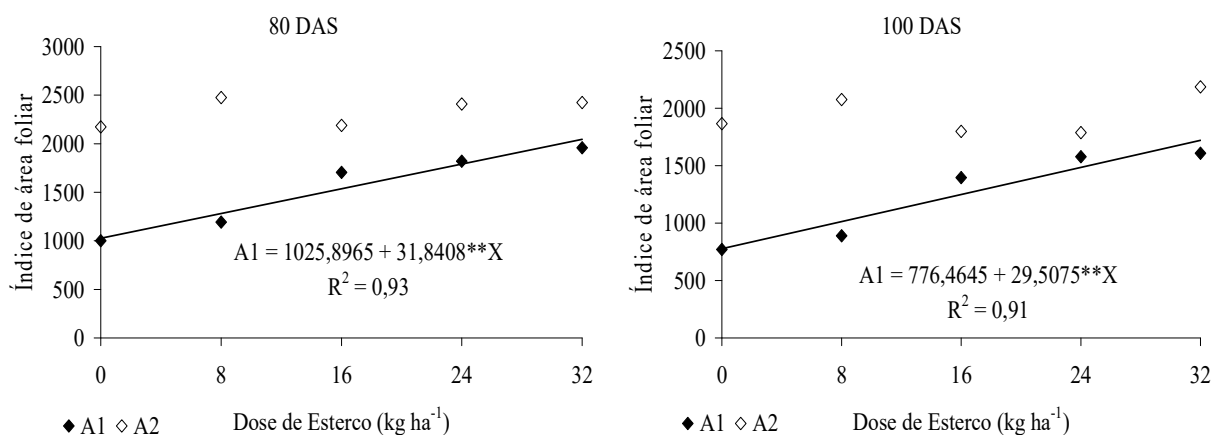 80 DAS
3000
2500
2000
1500
1000
500
0
Índice de área foliar
A1 = 1025,8965 + 31,8408**X
R² = 0,93
0 8 16 24 32
Dose de Esterco (kg ha⁻¹)
A1 A2
100 DAS
2500
2000
1500
1000
500
0
Índice de área foliar
A1 = 776,4645 + 29,5075**X
R² = 0,91
0 8 16 24 32
Dose de Esterco (kg ha⁻¹)
A1 A2